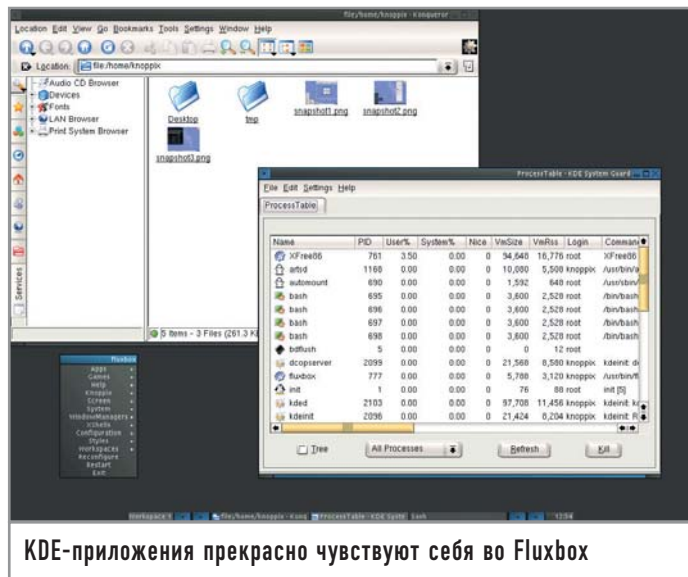 file:/home/knoppix - Konqueror
Location Edit View Go Bookmarks Tools Settings Window Help
Location: file:/home/knoppix
Audio CD Browser
Devices
Fonts
LAN Browser
Print System Browser
Services
Desktop
tmp
snapshot1.png
snapshot2.png
snapshot3.png
5 Items - 3 Files (261.3 K
ProcessTable - KDE System Guard
File Edit Settings Help
ProcessTable
Name PID User% System% Nice VmSize VmRss Login Command
XFree86 761 3.50 0.00 0 94,648 16,776 root XFree86
artsd 1168 0.00 0.00 0 10,080 5,508 knoppix /usr/bin/a
automount 690 0.00 0.00 0 1,592 648 root /usr/sbin/
bash 695 0.00 0.00 0 3,600 2,528 root /bin/bash
bash 696 0.00 0.00 0 3,600 2,528 root /bin/bash
bash 697 0.00 0.00 0 3,600 2,528 root /bin/bash
bash 698 0.00 0.00 0 3,600 2,528 root /bin/bash
bdflush 5 0.00 0.00 0 0 12 root
dcopserver 2099 0.00 0.00 0 21,568 8,580 knoppix kdeinit: d
fluxbox 777 0.00 0.00 0 5,788 3,120 knoppix /usr/bin/fl
init 1 0.00 0.00 0 76 88 root init [5]
kded 2103 0.00 0.00 0 97,708 11,456 knoppix kdeinit: k
kdeinit 2096 0.00 0.00 0 21,424 8,204 knoppix kdeinit: R
Tree All Processes Refresh Kill
fluxbox
Apps
Games
Help
Knoppix
Screen
System
WindowManagers
XShells
Configuration
Styles
Workspaces
Reconfigure
Restart
Exit
Workspace 1 file:/home/knoppix - Konq ProcessTable - KDE Syste 12:54
KDE-приложения прекрасно чувствуют себя во Fluxbox